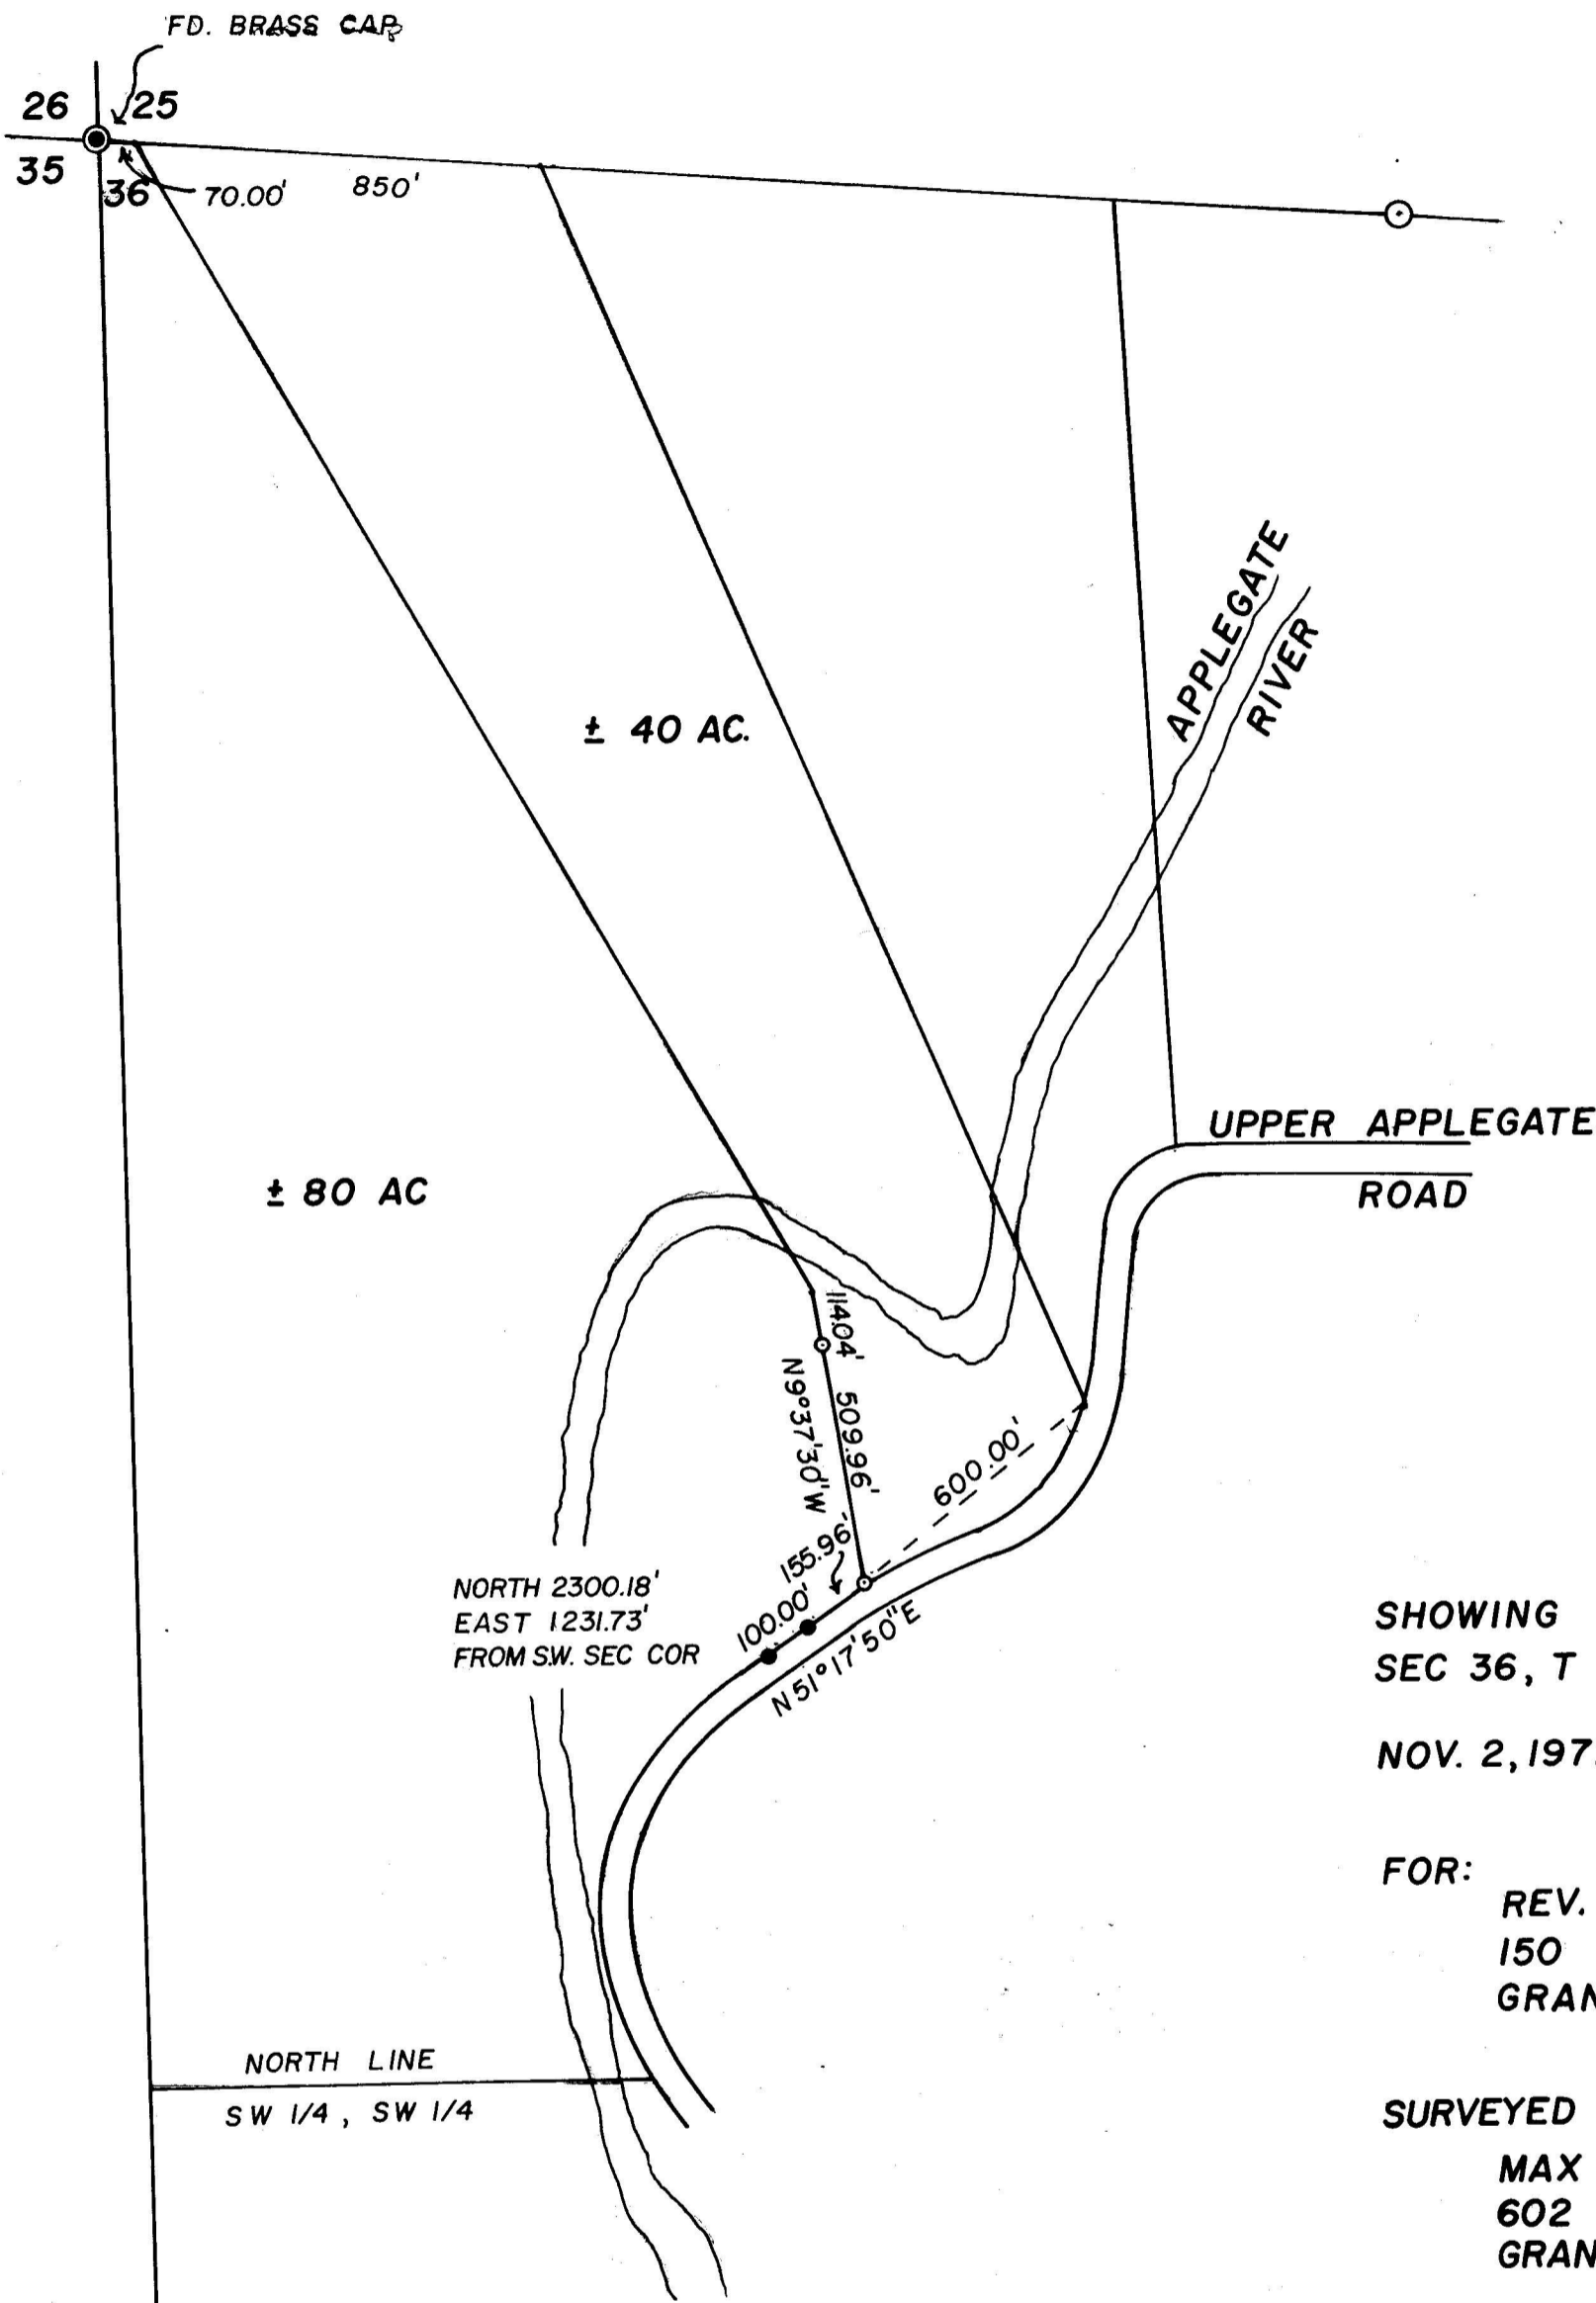 FD. BRASS CAP
26 25
35 36
70.00' 850'
± 40 AC.
APPLEGATE
RIVER
UPPER APPLEGATE
ROAD
± 80 AC
114.04'
509.96'
N9°37'30"W
600.00'
155.96'
100.00'
N51°17'50"E
NORTH 2300.18'
EAST 1231.73'
FROM S.W. SEC COR
SHOWING
SEC 36, T
NOV. 2, 197
FOR:
REV.
150
GRAN
NORTH LINE
SW 1/4, SW 1/4
SURVEYED
MAX
602
GRAN